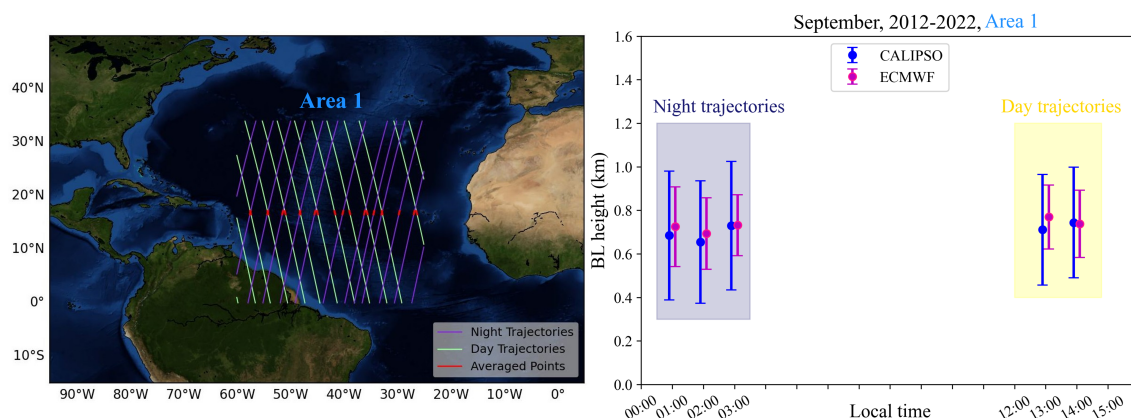 Area 1
40°N
30°N
20°N
10°N
0°
10°S
90°W
80°W
70°W
60°W
50°W
40°W
30°W
20°W
10°W
0°
Night Trajectories
Day Trajectories
Averaged Points
September, 2012-2022, Area 1
CALIPSO
ECMWF
Night trajectories
Day trajectories
BL height (km)
1.6
1.4
1.2
1.0
0.8
0.6
0.4
0.2
0.0
00:00
01:00
02:00
03:00
12:00
13:00
14:00
15:00
Local time